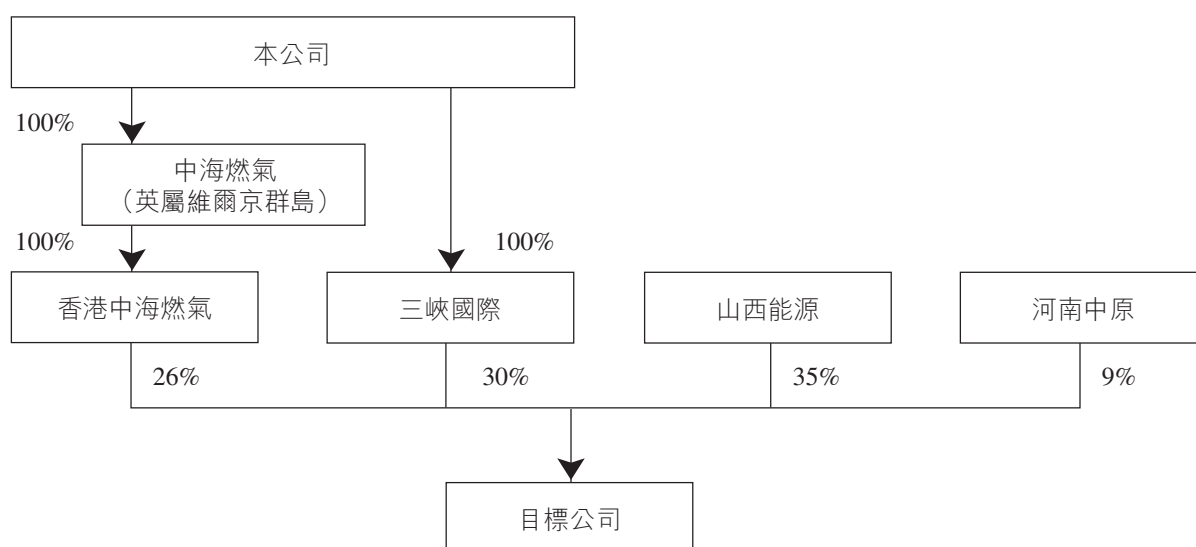 本公司
100%
中海燃氣
（英屬維爾京群島）
100%
100%
香港中海燃氣
三峽國際
山西能源
河南中原
26%
30%
35%
9%
目標公司